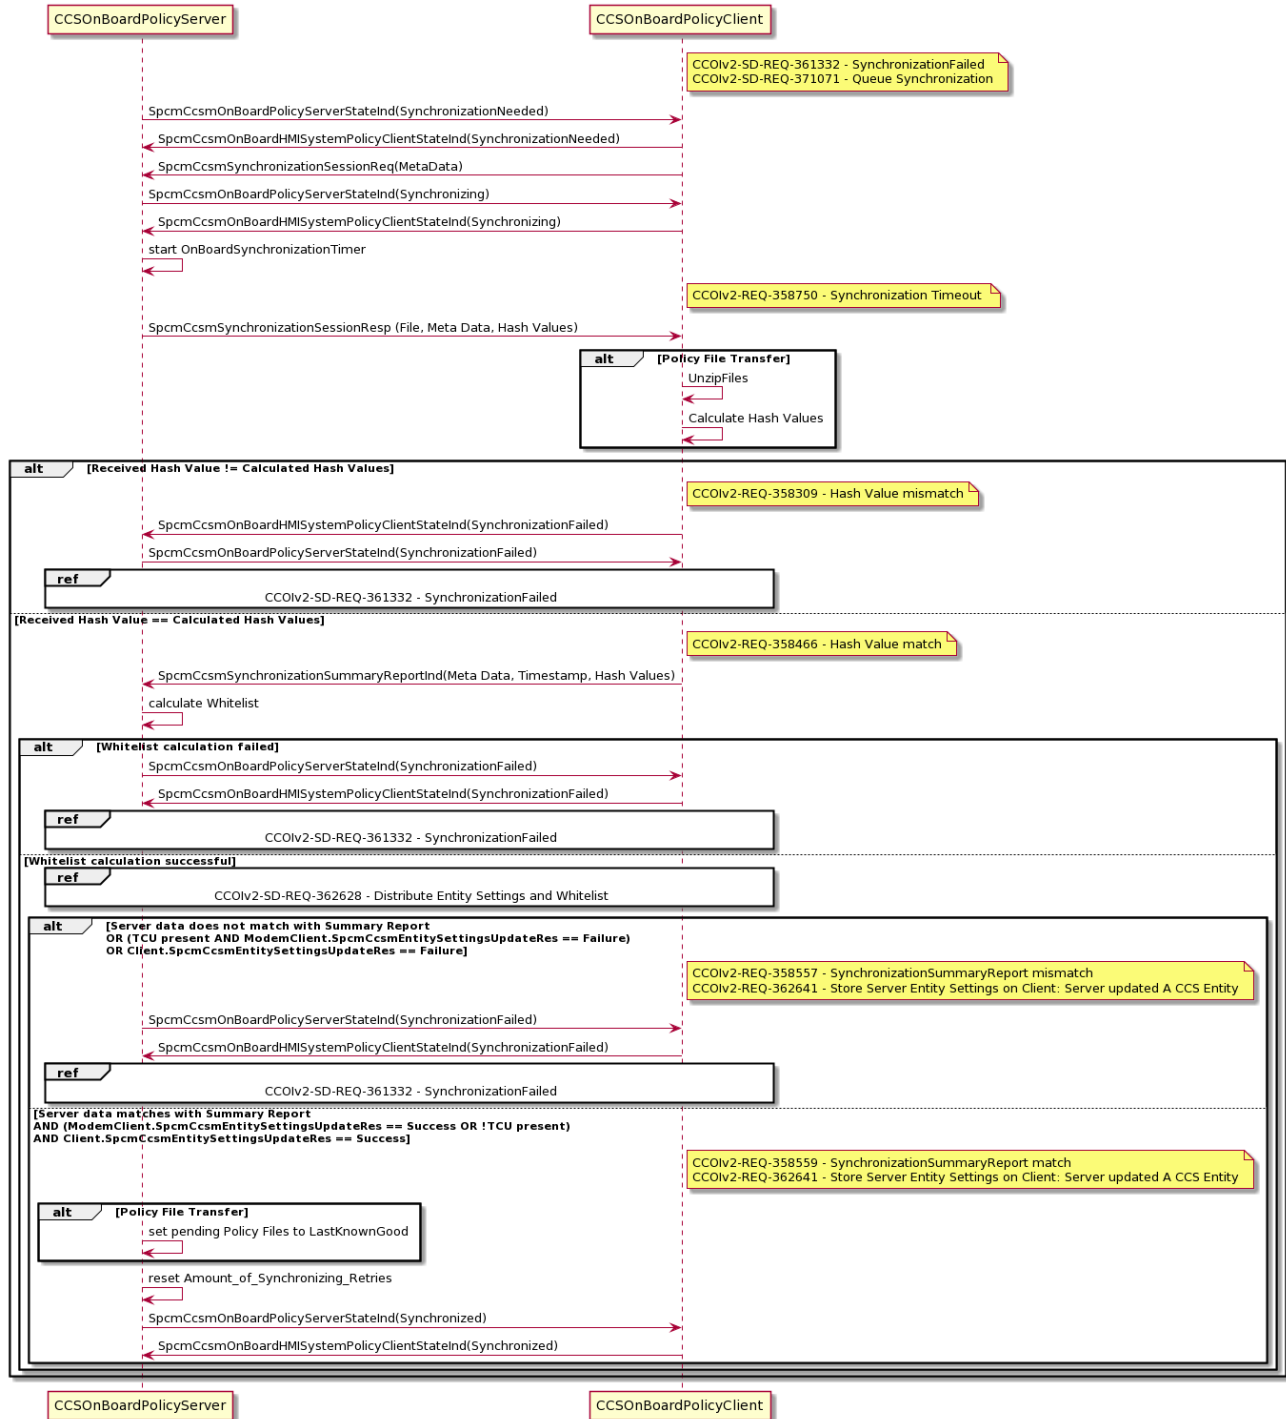 CCSOnBoardPolicyServer
CCSOnBoardPolicyClient
CCOIv2-SD-REQ-361332 - SynchronizationFailed
CCOIv2-SD-REQ-371071 - Queue Synchronization
SpcmCcsmOnBoardPolicyServerStateInd(SynchronizationNeeded)
SpcmCcsmOnBoardHMISystemPolicyClientStateInd(SynchronizationNeeded)
SpcmCcsmSynchronizationSessionReq(MetaData)
SpcmCcsmOnBoardPolicyServerStateInd(Synchronizing)
SpcmCcsmOnBoardHMISystemPolicyClientStateInd(Synchronizing)
start OnBoardSynchronizationTimer
CCOIv2-REQ-358750 - Synchronization Timeout
SpcmCcsmSynchronizationSessionResp (File, Meta Data, Hash Values)
alt [Policy File Transfer]
UnzipFiles
Calculate Hash Values
alt [Received Hash Value != Calculated Hash Values]
CCOIv2-REQ-358309 - Hash Value mismatch
SpcmCcsmOnBoardHMISystemPolicyClientStateInd(SynchronizationFailed)
SpcmCcsmOnBoardPolicyServerStateInd(SynchronizationFailed)
ref
CCOIv2-SD-REQ-361332 - SynchronizationFailed
[Received Hash Value == Calculated Hash Values]
CCOIv2-REQ-358466 - Hash Value match
SpcmCcsmSynchronizationSummaryReportInd(Meta Data, Timestamp, Hash Values)
calculate Whitelist
alt [Whitelist calculation failed]
SpcmCcsmOnBoardPolicyServerStateInd(SynchronizationFailed)
SpcmCcsmOnBoardHMISystemPolicyClientStateInd(SynchronizationFailed)
ref
CCOIv2-SD-REQ-361332 - SynchronizationFailed
[Whitelist calculation successful]
ref
CCOIv2-SD-REQ-362628 - Distribute Entity Settings and Whitelist
alt [Server data does not match with Summary Report
OR (TCU present AND ModemClient.SpcmCcsmEntitySettingsUpdateRes == Failure)
OR Client.SpcmCcsmEntitySettingsUpdateRes == Failure]
CCOIv2-REQ-358557 - SynchronizationSummaryReport mismatch
CCOIv2-REQ-362641 - Store Server Entity Settings on Client: Server updated A CCS Entity
SpcmCcsmOnBoardPolicyServerStateInd(SynchronizationFailed)
SpcmCcsmOnBoardHMISystemPolicyClientStateInd(SynchronizationFailed)
ref
CCOIv2-SD-REQ-361332 - SynchronizationFailed
[Server data matches with Summary Report
AND (ModemClient.SpcmCcsmEntitySettingsUpdateRes == Success OR !TCU present)
AND Client.SpcmCcsmEntitySettingsUpdateRes == Success]
CCOIv2-REQ-358559 - SynchronizationSummaryReport match
CCOIv2-REQ-362641 - Store Server Entity Settings on Client: Server updated A CCS Entity
alt [Policy File Transfer]
set pending Policy Files to LastKnownGood
reset Amount_of_Synchronizing_Retries
SpcmCcsmOnBoardPolicyServerStateInd(Synchronized)
SpcmCcsmOnBoardHMISystemPolicyClientStateInd(Synchronized)
CCSOnBoardPolicyServer
CCSOnBoardPolicyClient